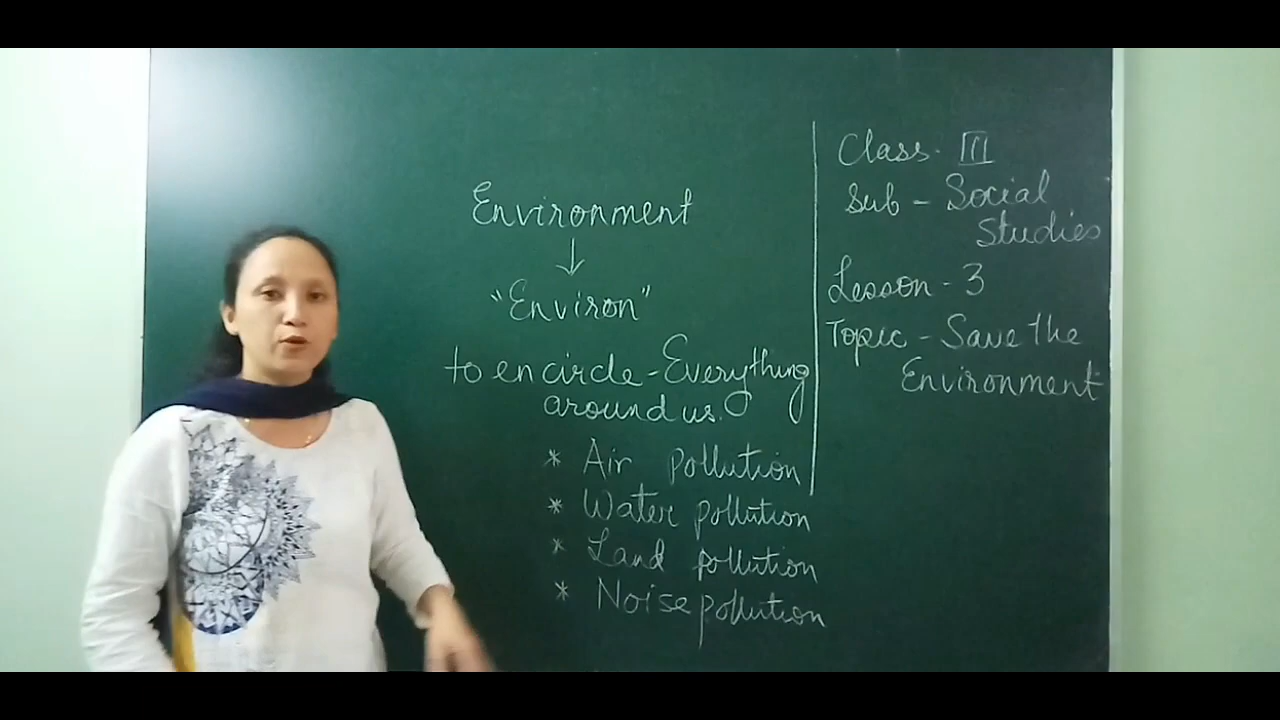 Environment
↓
"Environ"
to encircle - Everything
around us.
* Air pollution
* Water pollution
* Land pollution
* Noise pollution
Class - III
Sub - Social
Studies
Lesson - 3
Topic - Save the
Environment